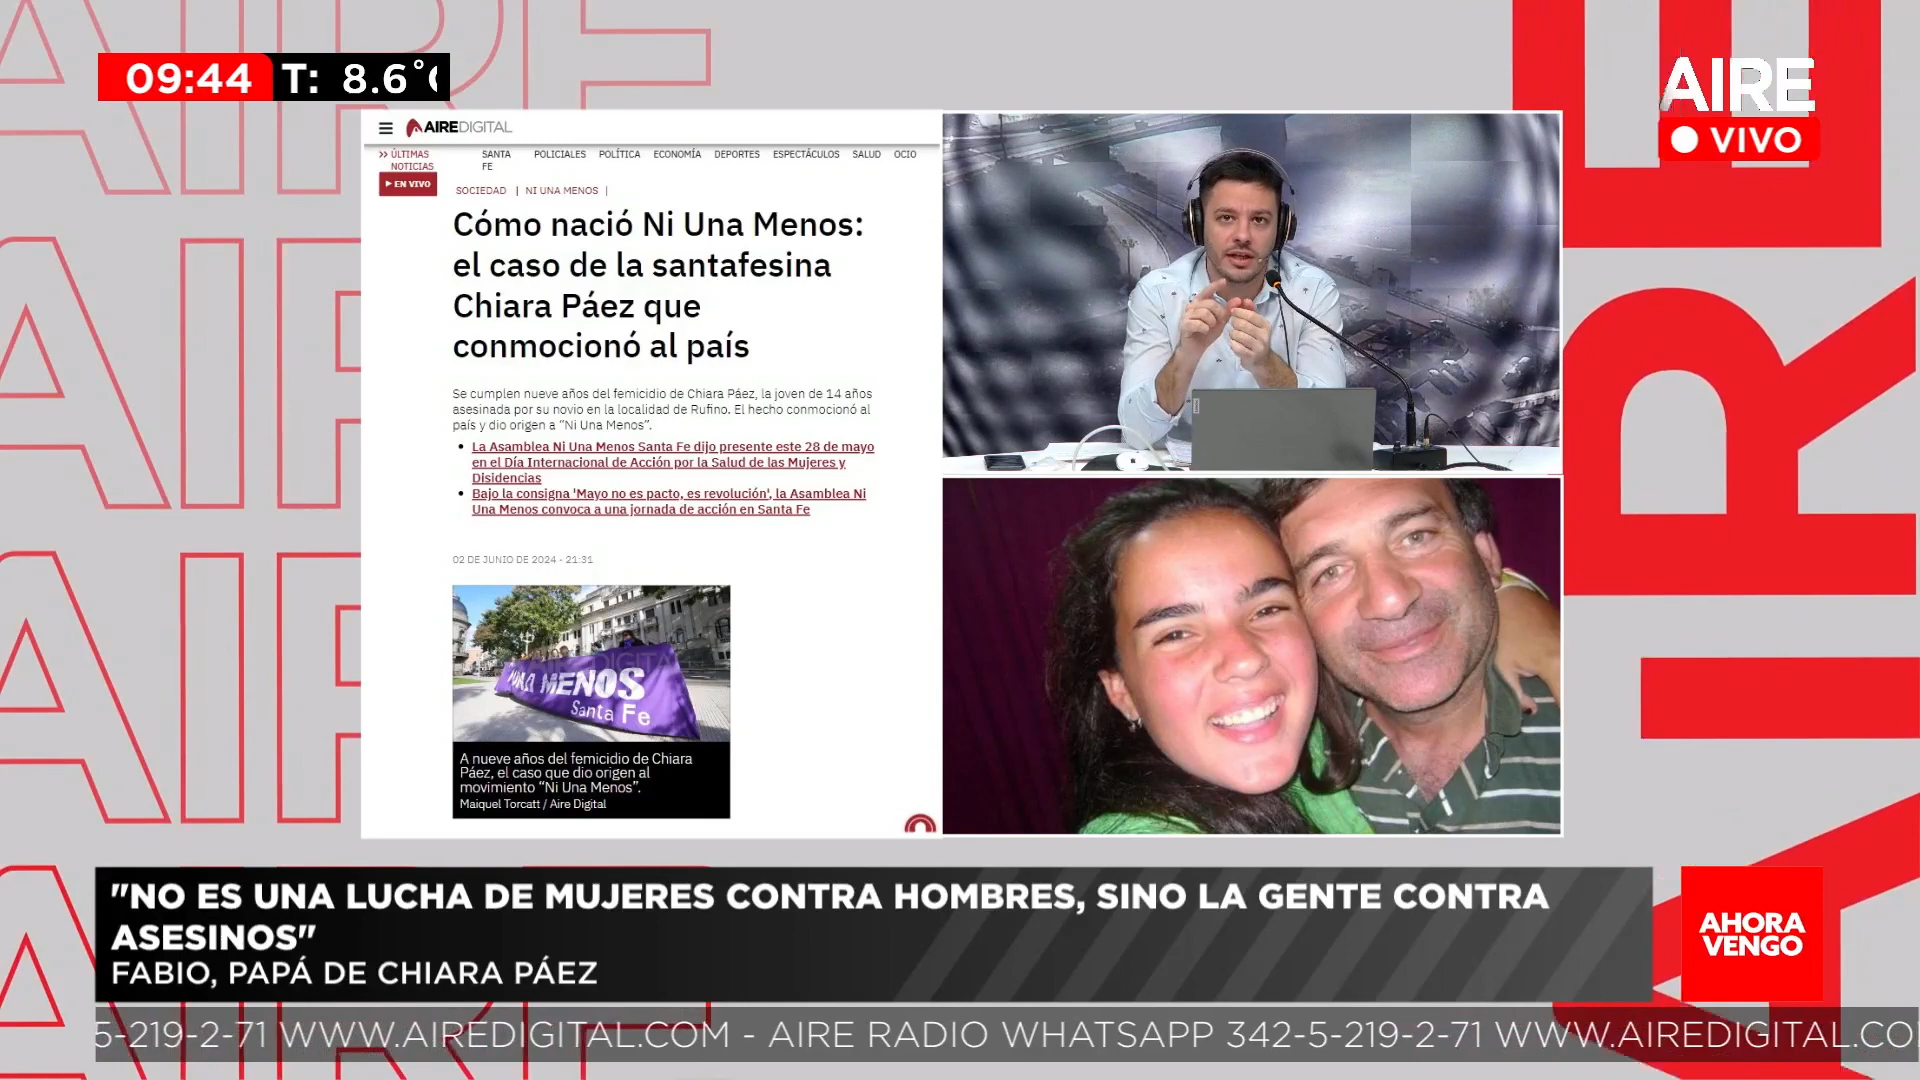 09:44 T: 8.6°
AIRE
VIVO
AIREDIGITAL
ÚLTIMAS NOTICIAS
SANTA FE
POLICIALES
POLÍTICA
ECONOMÍA
DEPORTES
ESPECTÁCULOS
SALUD
OCIO
EN VIVO
SOCIEDAD | NI UNA MENOS |
Cómo nació Ni Una Menos:
el caso de la santafesina
Chiara Páez que
conmocionó al país
Se cumplen nueve años del femicidio de Chiara Páez, la joven de 14 años
asesinada por su novio en la localidad de Rufino. El hecho conmocionó al
país y dio origen a “Ni Una Menos”.
La Asamblea Ni Una Menos Santa Fe dijo presente este 28 de mayo
en el Día Internacional de Acción por la Salud de las Mujeres y
Disidencias
Bajo la consigna 'Mayo no es pacto, es revolución', la Asamblea Ni
Una Menos convoca a una jornada de acción en Santa Fe
02 DE JUNIO DE 2024 - 21:31
MENOS
Santa Fe
A nueve años del femicidio de Chiara
Páez, el caso que dio origen al
movimiento “Ni Una Menos”.
Maiquel Torcatt / Aire Digital
"NO ES UNA LUCHA DE MUJERES CONTRA HOMBRES, SINO LA GENTE CONTRA
ASESINOS"
FABIO, PAPÁ DE CHIARA PÁEZ
AHORA
VENGO
5-219-2-71 WWW.AIREDIGITAL.COM - AIRE RADIO WHATSAPP 342-5-219-2-71 WWW.AIREDIGITAL.CO